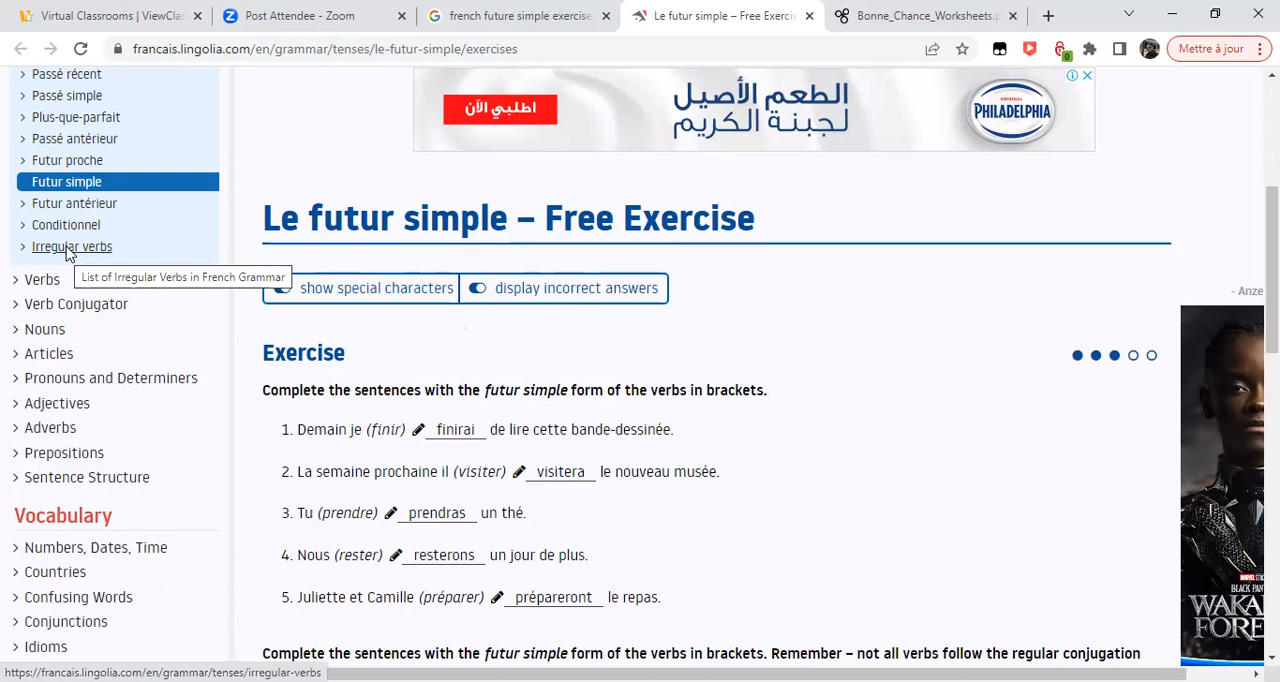 Virtual Classrooms | ViewClas
Post Attendee - Zoom
french future simple exercise
Le futur simple – Free Exercis
Bonne_Chance_Worksheets.p
francais.lingolia.com/en/grammar/tenses/le-futur-simple/exercises
0
Mettre à jour
Passé récent
Passé simple
Plus-que-parfait
Passé antérieur
Futur proche
Futur simple
Futur antérieur
Conditionnel
Irregular verbs
List of Irregular Verbs in French Grammar
Verbs
Verb Conjugator
Nouns
Articles
Pronouns and Determiners
Adjectives
Adverbs
Prepositions
Sentence Structure
Vocabulary
Numbers, Dates, Time
Countries
Confusing Words
Conjunctions
Idioms
https://francais.lingolia.com/en/grammar/tenses/irregular-verbs
اطلبي الآن
الطعم الأصيل
لجبنة الكريم
ORIGINAL
PHILADELPHIA
Le futur simple – Free Exercise
show special characters
display incorrect answers
Exercise
Complete the sentences with the futur simple form of the verbs in brackets.
1. Demain je (finir) finirai de lire cette bande-dessinée.
2. La semaine prochaine il (visiter) visitera le nouveau musée.
3. Tu (prendre) prendras un thé.
4. Nous (rester) resterons un jour de plus.
5. Juliette et Camille (préparer) prépareront le repas.
Complete the sentences with the futur simple form of the verbs in brackets. Remember – not all verbs follow the regular conjugation
- Anze
MARVEL STUDIOS
BLACK PAN
WAKA
FORE